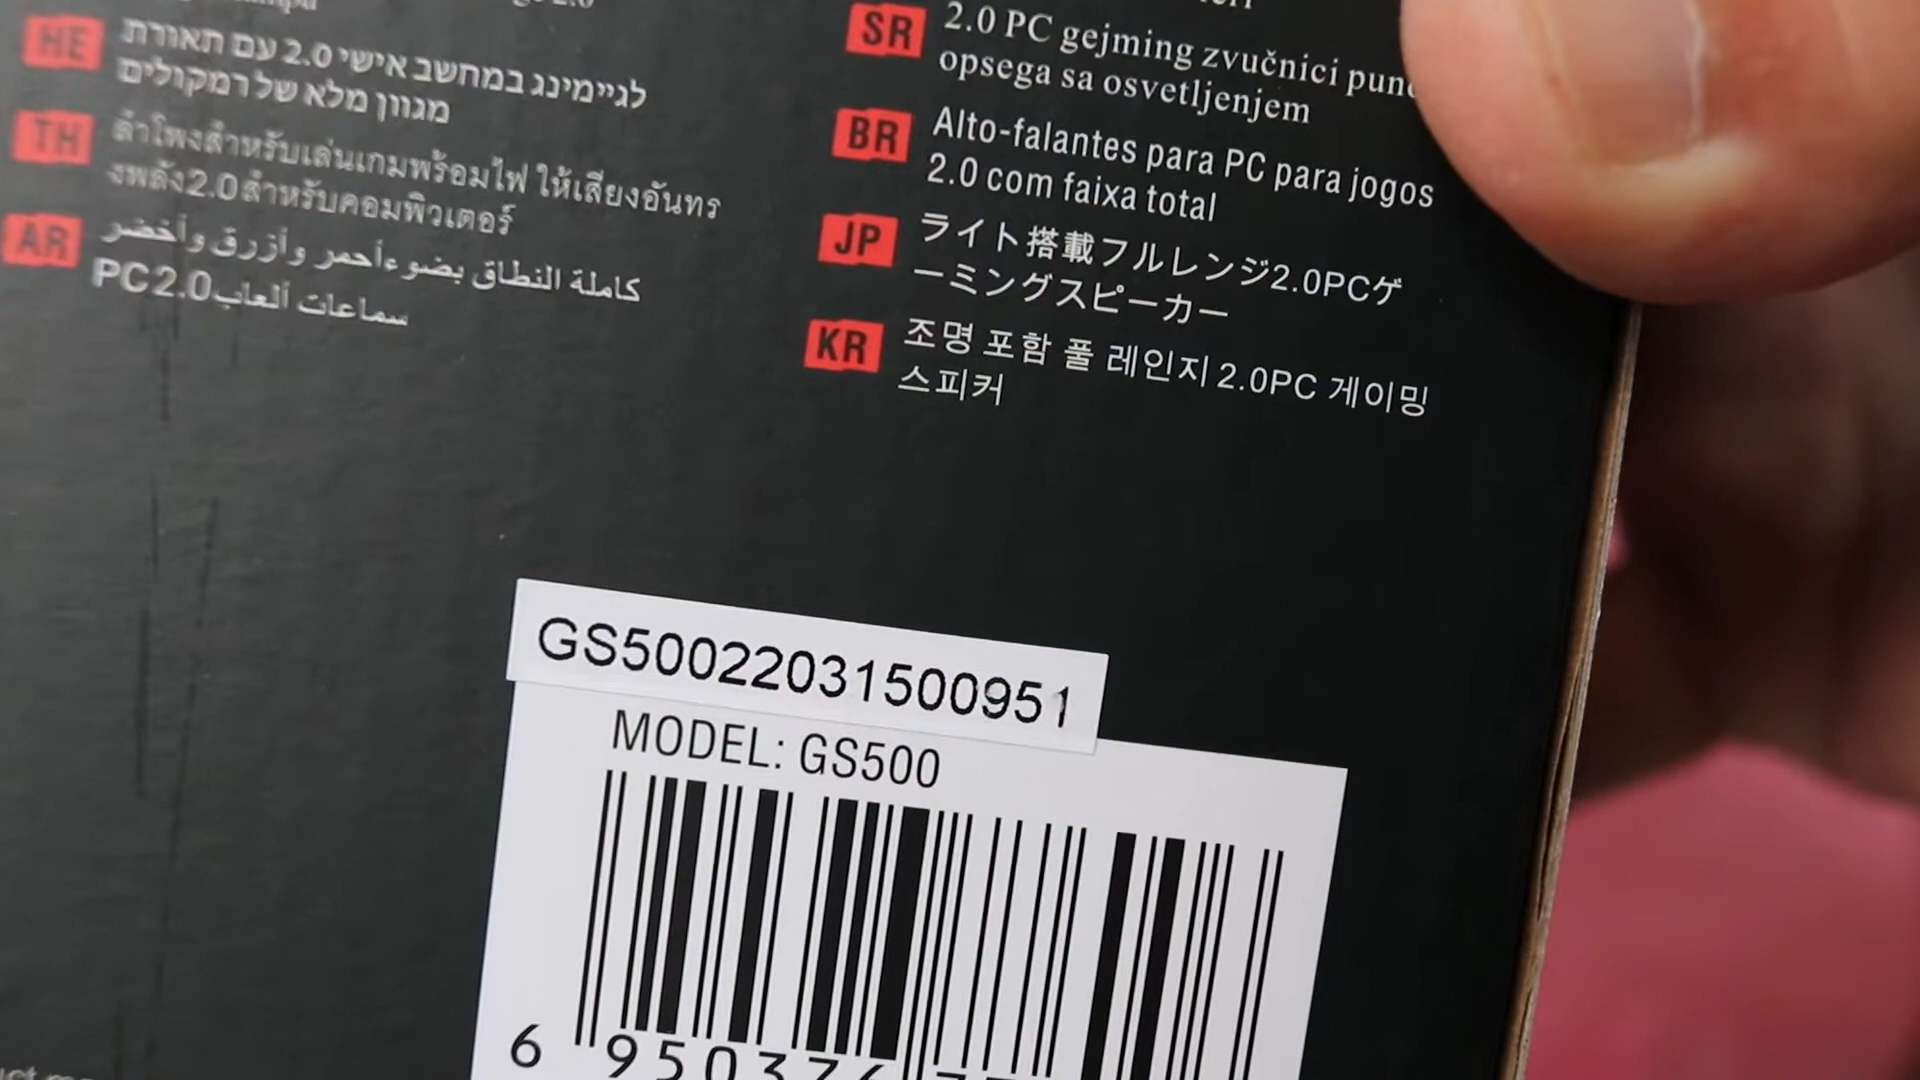 2.0
HE
לגיימינג במחשב אישי 2.0 עם תאורת
מגוון מלא של רמקולים
TH
ลำโพงสำหรับเล่นเกมพร้อมไฟ ให้เสียงอันทร
งพลัง2.0สำหรับคอมพิวเตอร์
AR
كاملة النطاق بضوءأحمر وأزرق وأخضر
سماعات ألعابPC2.0
SR
2.0 PC gejming zvučnici
opsega sa osvetljenjem
BR
Alto-falantes para PC para jogos
2.0 com faixa total
JP
ライト搭載フルレンジ2.0PCゲ
ーミングスピーカー
KR
조명 포함 풀 레인지 2.0PC 게이밍
스피커
GS50022031500951
MODEL: GS500
6 950376